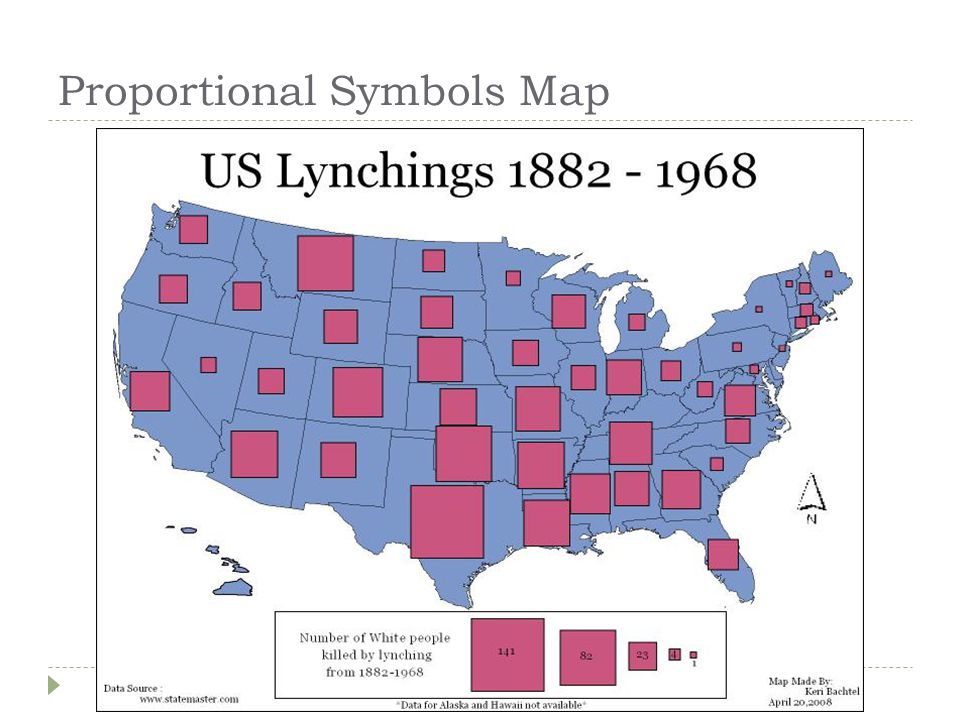 Proportional Symbols Map
US Lynchings 1882 - 1968
N
Number of White people
killed by lynching
from 1882-1968
141
82
23
4
1
Data Source :
www.statemaster.com
*Data for Alaska and Hawaii not available*
Map Made By:
Keri Bachtel
April 20,2008